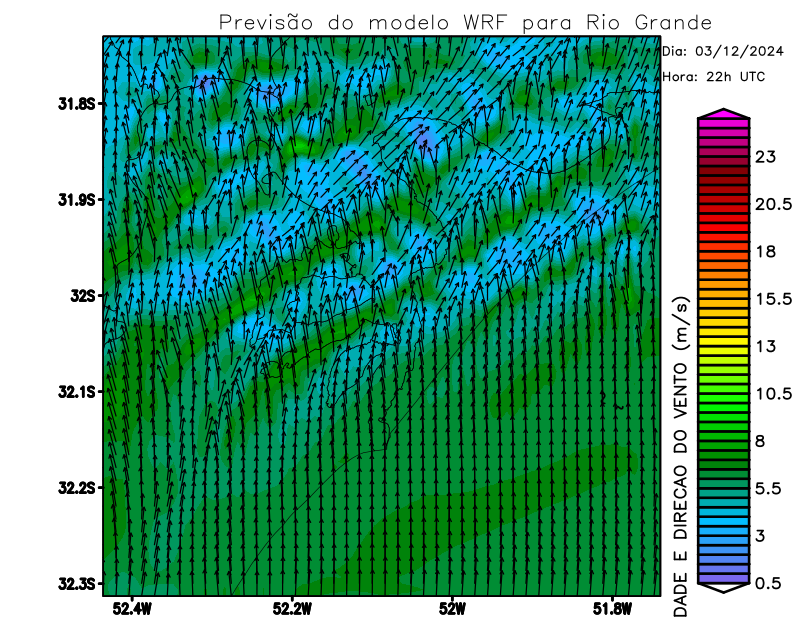 Previsão do modelo WRF para Rio Grande
Dia: 03/12/2024
Hora: 22h UTC
31.8S
31.9S
32S
32.1S
32.2S
32.3S
52.4W
52.2W
52W
51.8W
23
20.5
18
15.5
13
10.5
8
5.5
3
0.5
DADE E DIRECAO DO VENTO (m/s)